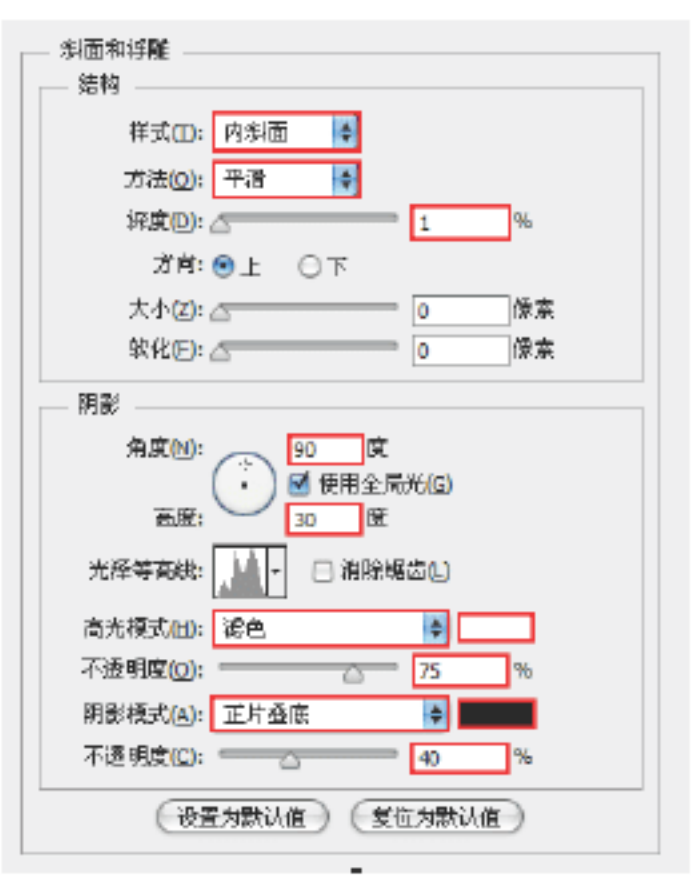 斜面和浮雕
结构
样式(T): 内斜面
方法(Q): 平滑
深度(D): 1 %
方向: 上 下
大小(Z): 0 像素
软化(F): 0 像素
阴影
角度(N): 90 度
使用全局光(G)
高度: 30 度
光泽等高线: 消除锯齿(L)
高光模式(H): 滤色
不透明度(O): 75 %
阴影模式(A): 正片叠底
不透明度(C): 40 %
设置为默认值 复位为默认值